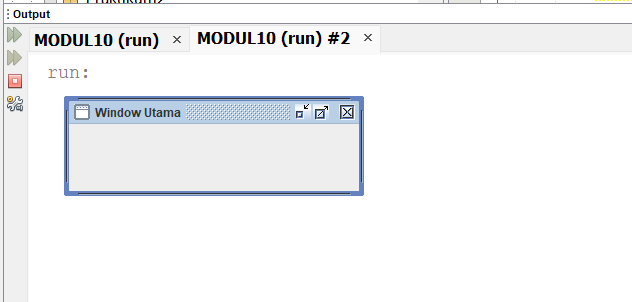 Output
MODUL10 (run) × MODUL10 (run) #2 ×
run:
Window Utama